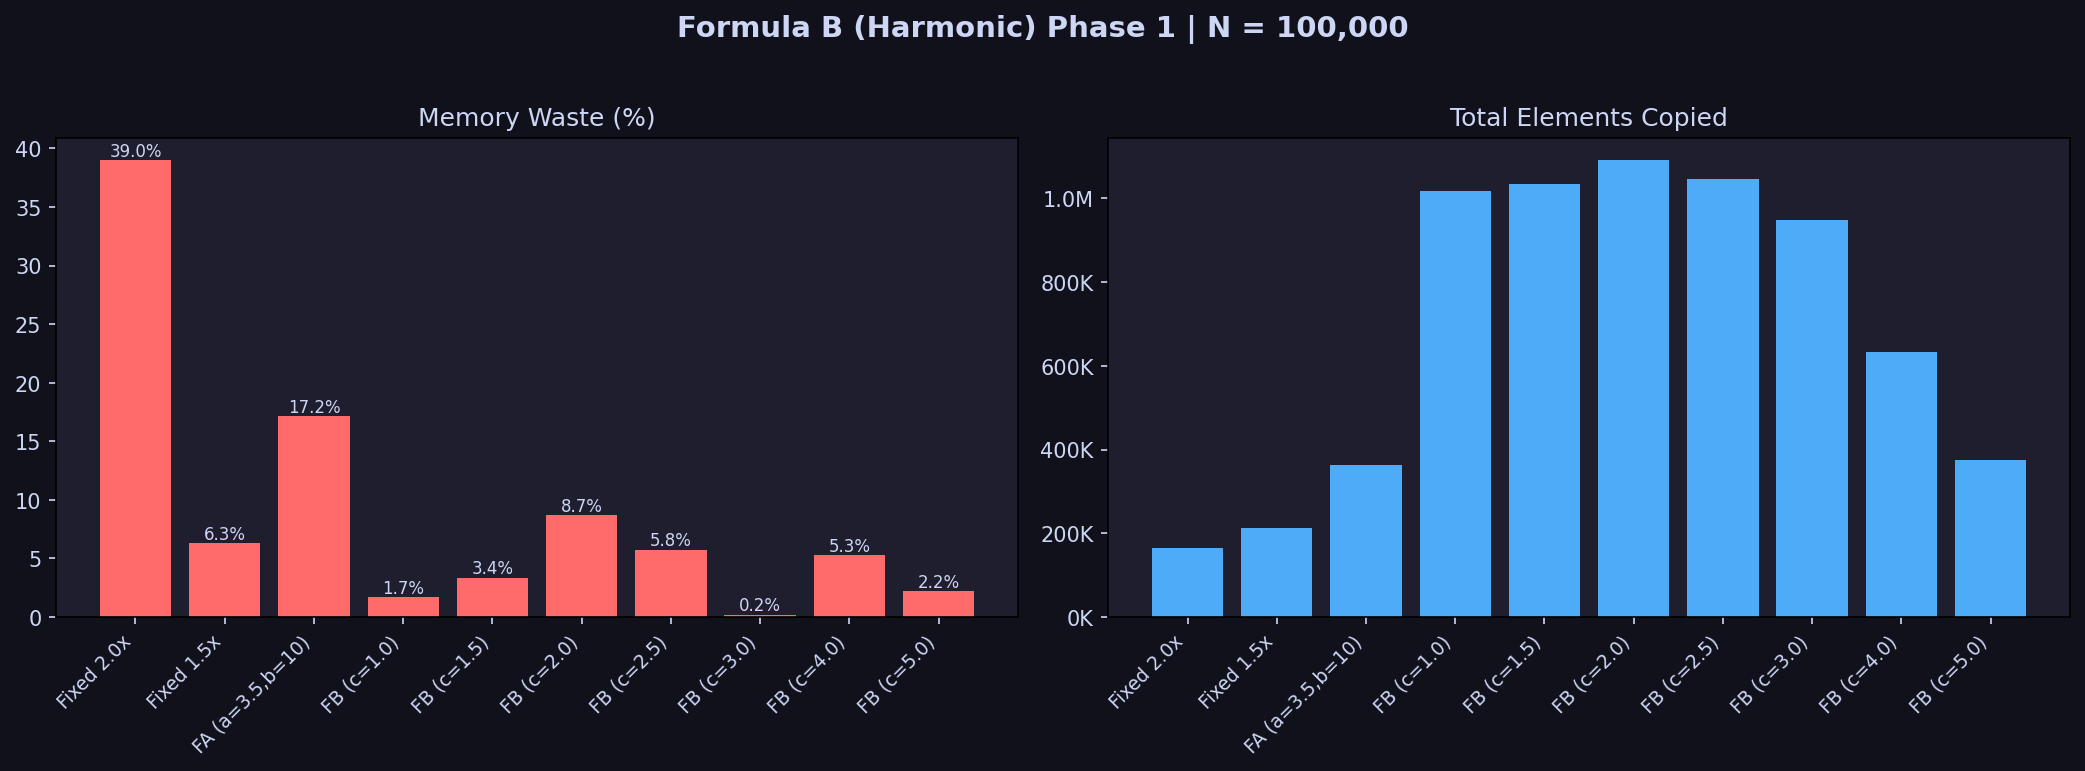 Formula B (Harmonic) Phase 1 | N = 100,000
Memory Waste (%)
40
35
30
25
20
15
10
5
0
39.0%
6.3%
17.2%
1.7%
3.4%
8.7%
5.8%
0.2%
5.3%
2.2%
Fixed 2.0x
Fixed 1.5x
FA (a=3.5,b=10)
FB (c=1.0)
FB (c=1.5)
FB (c=2.0)
FB (c=2.5)
FB (c=3.0)
FB (c=4.0)
FB (c=5.0)
Total Elements Copied
1.0M
800K
600K
400K
200K
0K
Fixed 2.0x
Fixed 1.5x
FA (a=3.5,b=10)
FB (c=1.0)
FB (c=1.5)
FB (c=2.0)
FB (c=2.5)
FB (c=3.0)
FB (c=4.0)
FB (c=5.0)